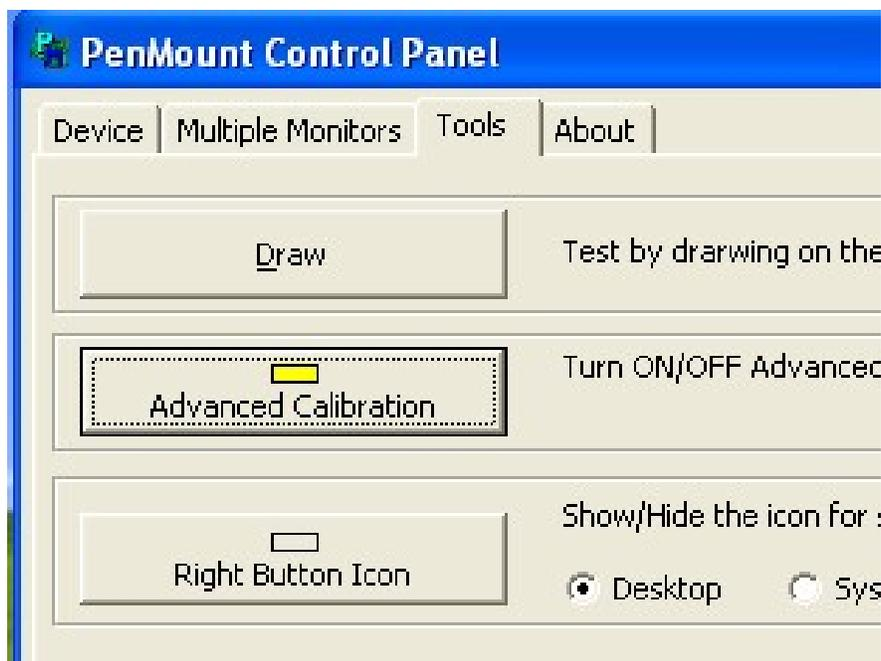 PenMount Control Panel
Device Multiple Monitors Tools About
Draw
Test by drarwing on the
Advanced Calibration
Turn ON/OFF Advanced
Right Button Icon
Show/Hide the icon for
Desktop Sys